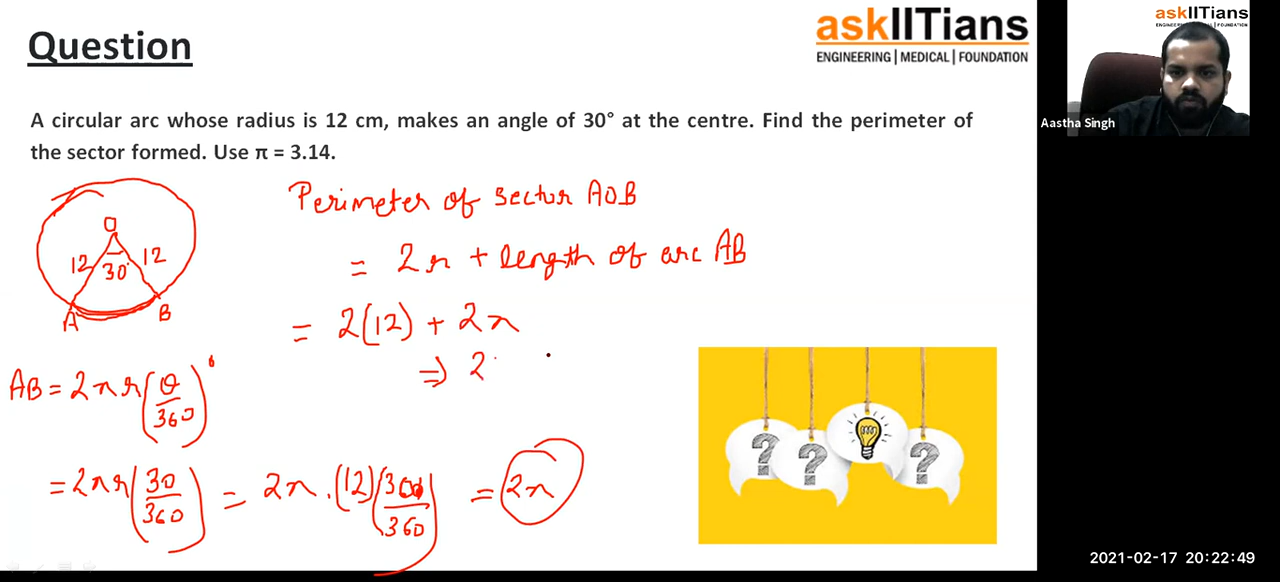 Question
askIITians
ENGINEERING | MEDICAL | FOUNDATION
A circular arc whose radius is 12 cm, makes an angle of 30° at the centre. Find the perimeter of
the sector formed. Use π = 3.14.
O
12 12
30°
A B
Perimeter of sector AOB
= 2r + length of arc AB
= 2(12) + 2π
⇒ 2
AB = 2πr(θ/360)°
= 2πr(30/360) = 2π.(12)(30/360) = 2π
? ? ?
askIITians
Aastha Singh
2021-02-17 20:22:49